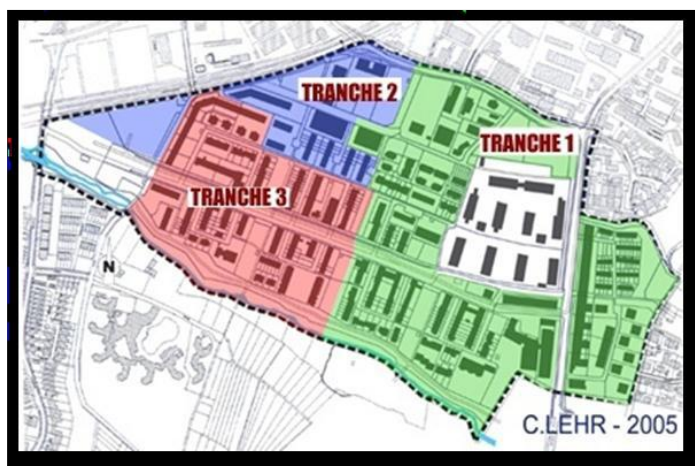 TRANCHE 2
TRANCHE 1
TRANCHE 3
N
C.LEHR - 2005